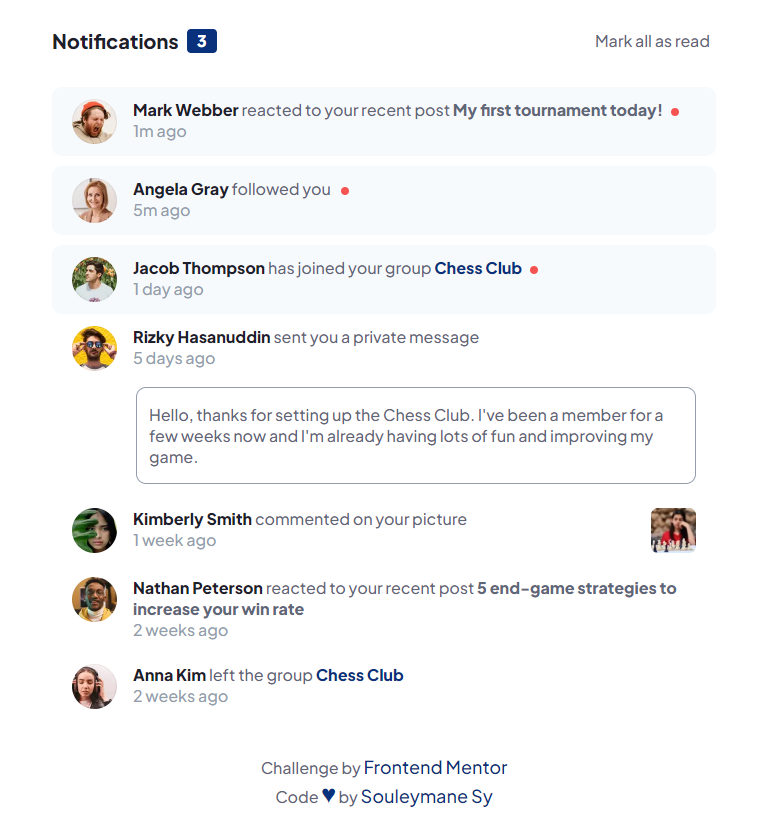 Notifications 3
Mark all as read
Mark Webber reacted to your recent post My first tournament today!
1m ago
Angela Gray followed you
5m ago
Jacob Thompson has joined your group Chess Club
1 day ago
Rizky Hasanuddin sent you a private message
5 days ago
Hello, thanks for setting up the Chess Club. I've been a member for a
few weeks now and I'm already having lots of fun and improving my
game.
Kimberly Smith commented on your picture
1 week ago
Nathan Peterson reacted to your recent post 5 end-game strategies to
increase your win rate
2 weeks ago
Anna Kim left the group Chess Club
2 weeks ago
Challenge by Frontend Mentor
Code ♥ by Souleymane Sy